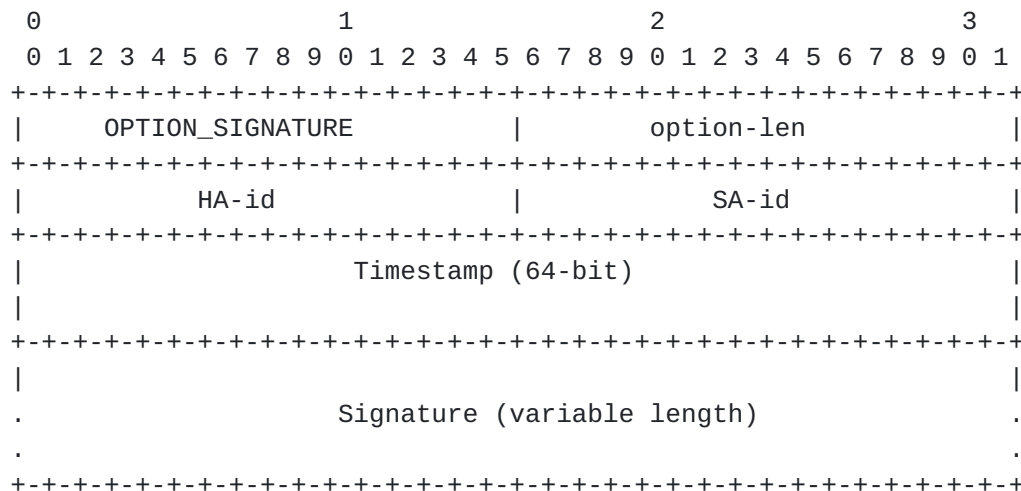 0                   1                   2                   3
0 1 2 3 4 5 6 7 8 9 0 1 2 3 4 5 6 7 8 9 0 1 2 3 4 5 6 7 8 9 0 1
+-+-+-+-+-+-+-+-+-+-+-+-+-+-+-+-+-+-+-+-+-+-+-+-+-+-+-+-+-+-+-+-+
|     OPTION_SIGNATURE          |        option-len             |
+-+-+-+-+-+-+-+-+-+-+-+-+-+-+-+-+-+-+-+-+-+-+-+-+-+-+-+-+-+-+-+-+
|           HA-id               |            SA-id              |
+-+-+-+-+-+-+-+-+-+-+-+-+-+-+-+-+-+-+-+-+-+-+-+-+-+-+-+-+-+-+-+-+
|                     Timestamp (64-bit)                        |
|                                                               |
+-+-+-+-+-+-+-+-+-+-+-+-+-+-+-+-+-+-+-+-+-+-+-+-+-+-+-+-+-+-+-+-+
|                                                               |
.                    Signature (variable length)                .
.                                                               .
+-+-+-+-+-+-+-+-+-+-+-+-+-+-+-+-+-+-+-+-+-+-+-+-+-+-+-+-+-+-+-+-+